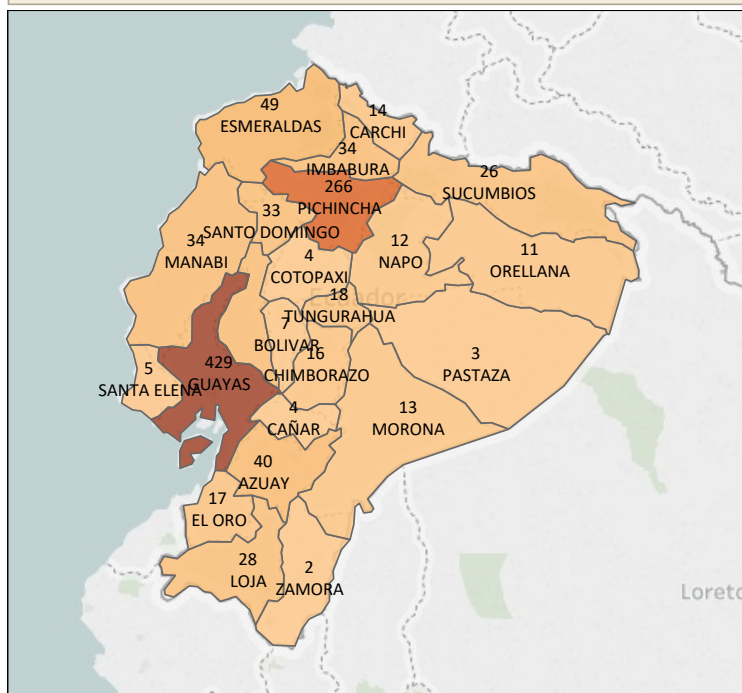 49
ESMERALDAS
14
CARCHI
34
IMBABURA
266
PICHINCHA
26
SUCUMBIOS
33
SANTO DOMINGO
34
MANABI
12
NAPO
11
ORELLANA
4
COTOPAXI
Ecuador
18
TUNGURAHUA
7
BOLIVAR
16
CHIMBORAZO
3
PASTAZA
5
SANTA ELENA
429
GUAYAS
4
CAÑAR
13
MORONA
40
AZUAY
17
EL ORO
28
LOJA
2
ZAMORA
Loreto